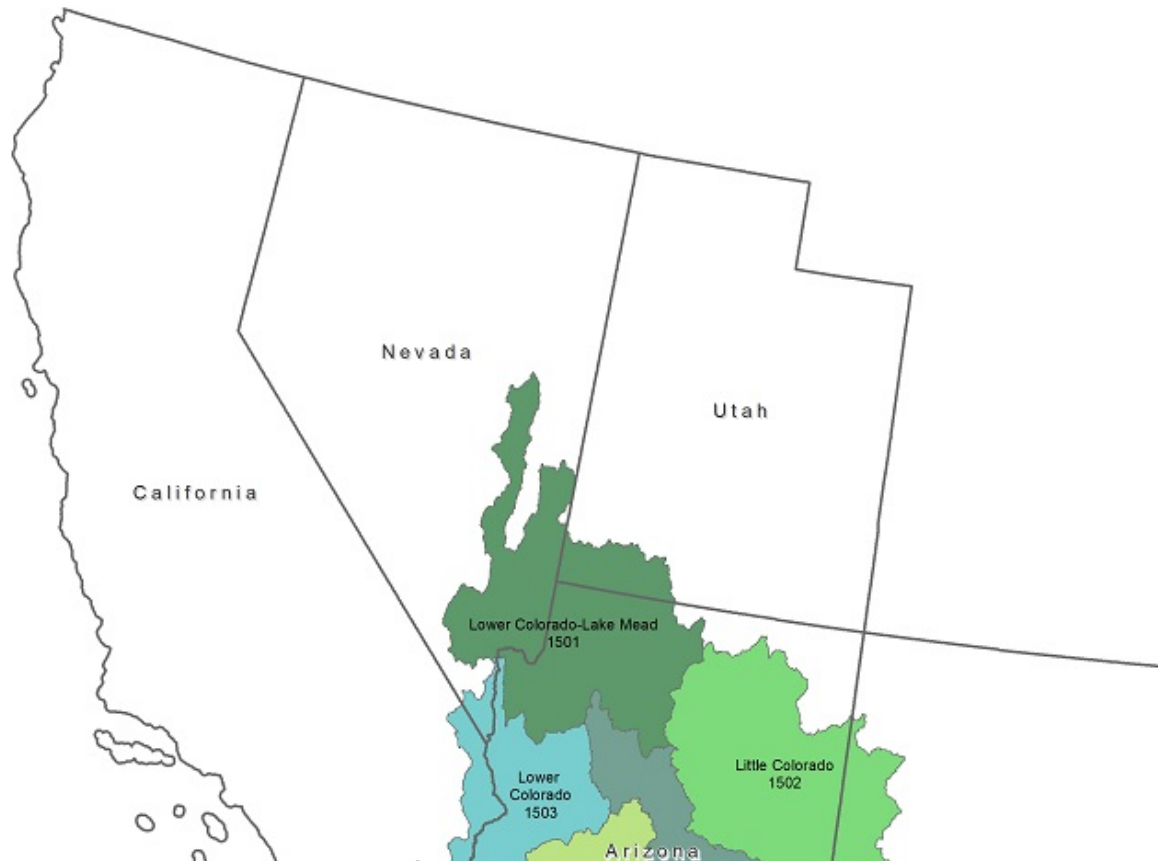 Nevada
Utah
California
Lower Colorado-Lake Mead
1501
Little Colorado
1502
Lower
Colorado
1503
Arizona